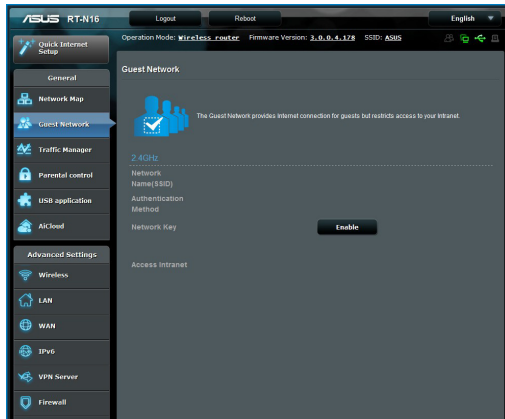 ASUS RT-N16
Logout
Reboot
English
Quick Internet
Setup
Operation Mode: Wireless router Firmware Version: 3.0.0.4.178 SSID: ASUS
General
Network Map
Guest Network
Traffic Manager
Parental control
USB application
AiCloud
Advanced Settings
Wireless
LAN
WAN
IPv6
VPN Server
Firewall
Guest Network
The Guest Network provides Internet connection for guests but restricts access to your Intranet.
2.4GHz
Network
Name(SSID)
Authentication
Method
Network Key
Enable
Access Intranet